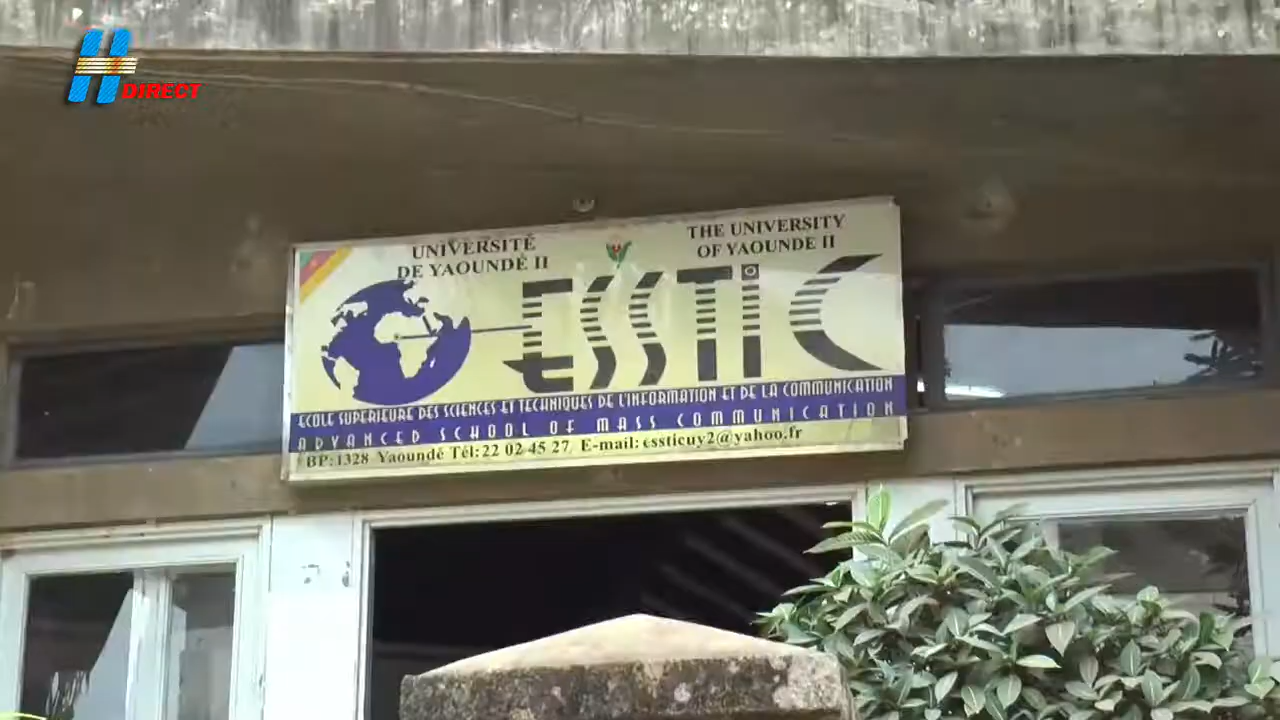 H
DIRECT
UNIVERSITÉ
DE YAOUNDÉ II
THE UNIVERSITY
OF YAOUNDE II
ESSTIC
ECOLE SUPERIEURE DES SCIENCES ET TECHNIQUES DE L'INFORMATION ET DE LA COMMUNICATION
ADVANCED SCHOOL OF MASS COMMUNICATION
BP: 1328 Yaoundé Tél: 22 02 45 27 E-mail: essticuy2@yahoo.fr